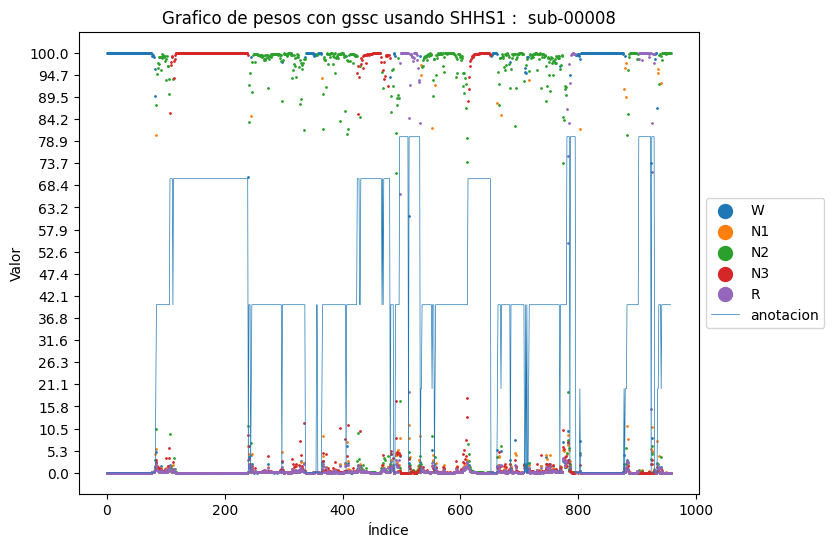 Grafico de pesos con gssc usando SHHS1 :  sub-00008
100.0
94.7
89.5
84.2
78.9
73.7
68.4
63.2
57.9
52.6
47.4
42.1
36.8
31.6
26.3
21.1
15.8
10.5
5.3
0.0
Valor
0 200 400 600 800 1000
Índice
W
N1
N2
N3
R
anotacion